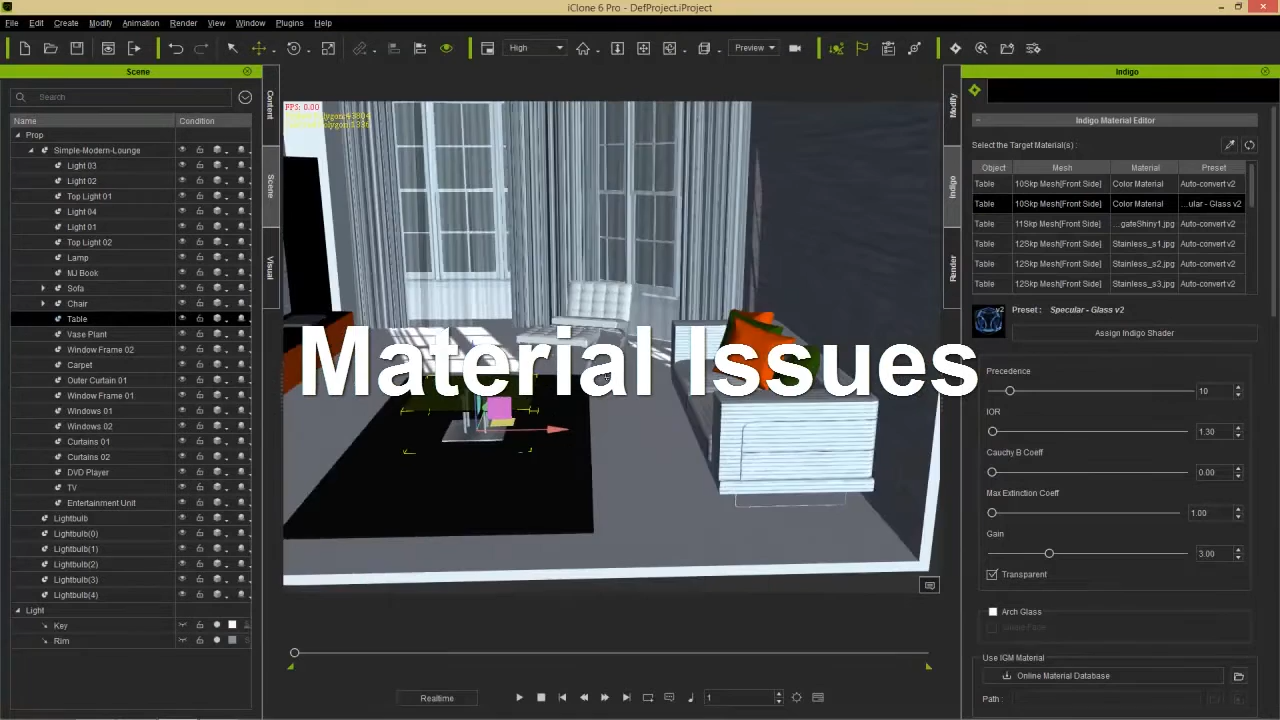 iClone 6 Pro - DefProject.iProject
File Edit Create Modify Animation Render View Window Plugins Help
High
Preview
Scene
Search
Name Condition
Prop
Simple-Modern-Lounge
Light 03
Light 02
Top Light 01
Light 04
Light 01
Top Light 02
Lamp
MJ Book
Sofa
Chair
Table
Vase Plant
Window Frame 02
Carpet
Outer Curtain 01
Window Frame 01
Windows 01
Windows 02
Curtains 01
Curtains 02
DVD Player
TV
Entertainment Unit
Lightbulb
Lightbulb(0)
Lightbulb(1)
Lightbulb(2)
Lightbulb(3)
Lightbulb(4)
Light
Key
Rim
Content
Scene
Visual
FPS: 0.00
Material Issues
Realtime
1
Modify
Indigo
Render
Indigo
Indigo Material Editor
Select the Target Material(s) :
Object Mesh Material Preset
Table 10Skp Mesh[Front Side] Color Material Auto-convert v2
Table 10Skp Mesh[Front Side] Color Material ...ular - Glass v2
Table 11Skp Mesh[Front Side] ...gateShiny1.jpg Auto-convert v2
Table 12Skp Mesh[Front Side] Stainless_s1.jpg Auto-convert v2
Table 12Skp Mesh[Front Side] Stainless_s2.jpg Auto-convert v2
Table 12Skp Mesh[Front Side] Stainless_s3.jpg Auto-convert v2
v2
Preset : Specular - Glass v2
Assign Indigo Shader
Precedence
10
IOR
1.30
Cauchy B Coeff
0.00
Max Extinction Coeff
1.00
Gain
3.00
Transparent
Arch Glass
Single Face
Use IGM Material
Online Material Database
Path :